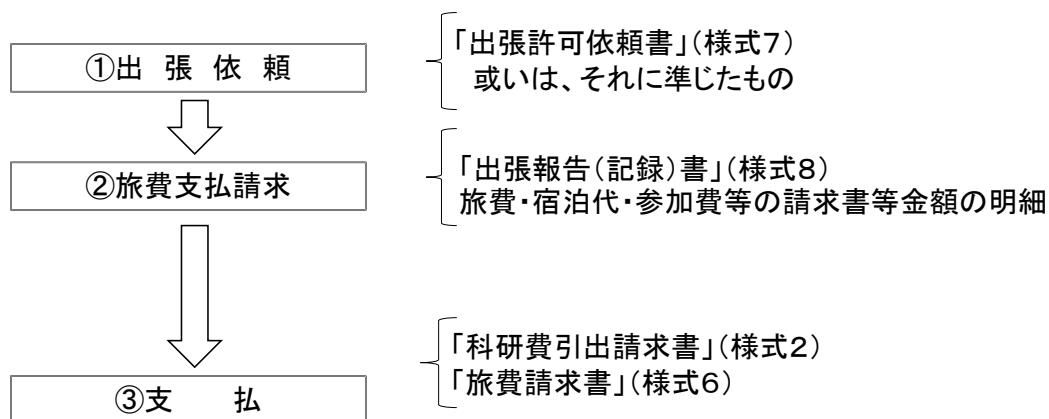 ①出　張　依　頼
「出張許可依頼書」(様式７)
或いは、それに準じたもの
②旅費支払請求
「出張報告(記録)書」(様式８)
旅費・宿泊代・参加費等の請求書等金額の明細
「科研費引出請求書」(様式２)
「旅費請求書」(様式６)
③支　　払